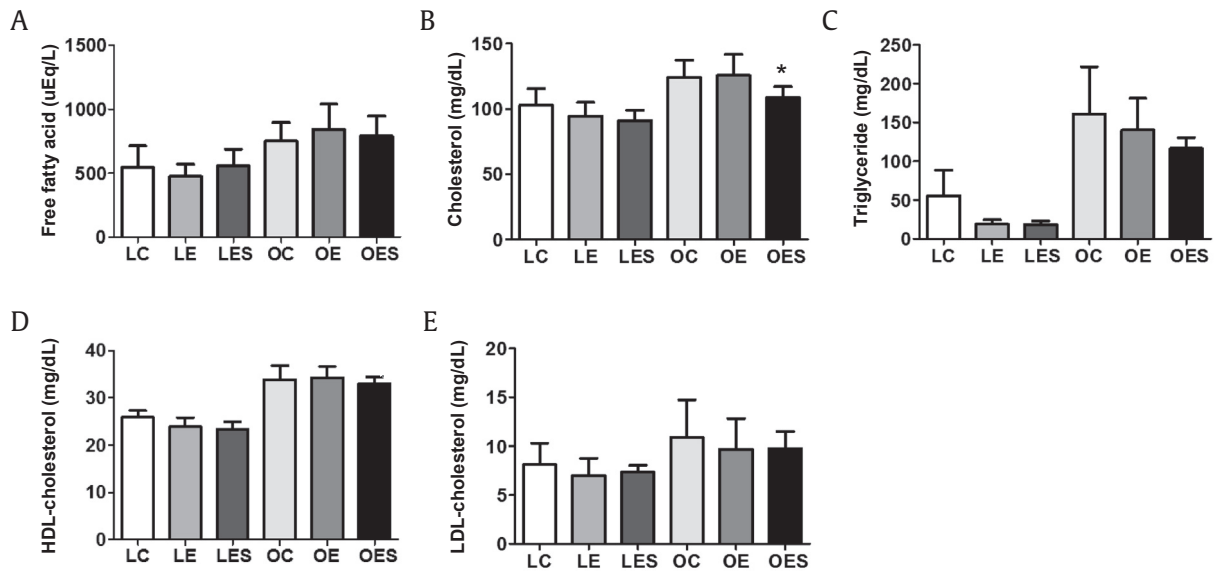 A
Free fatty acid (uEq/L)
1500
1000
500
0
LC LE LES OC OE OES
B
Cholesterol (mg/dL)
150
100
50
0
*
LC LE LES OC OE OES
C
Triglyceride (mg/dL)
250
200
150
100
50
0
LC LE LES OC OE OES
D
HDL-cholesterol (mg/dL)
40
30
20
10
0
LC LE LES OC OE OES
E
LDL-cholesterol (mg/dL)
20
15
10
5
0
LC LE LES OC OE OES